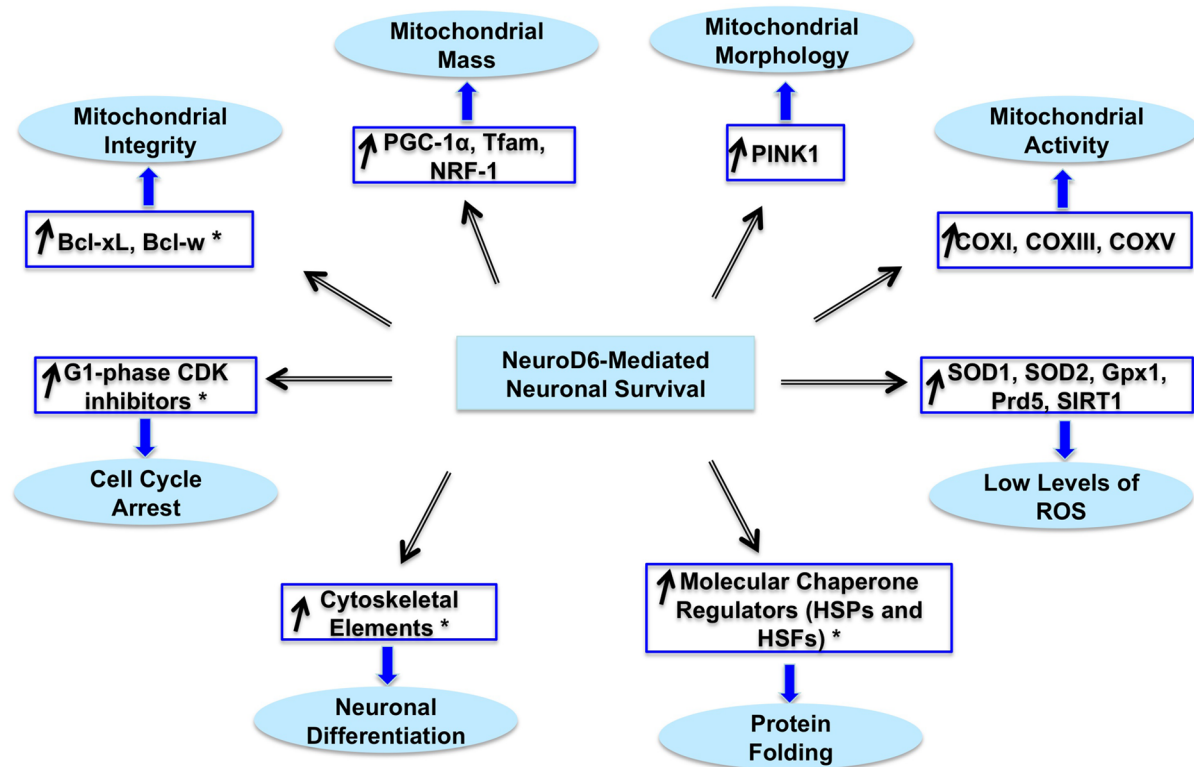 Mitochondrial
Mass
Mitochondrial
Morphology
Mitochondrial
Integrity
Mitochondrial
Activity
PGC-1α, Tfam,
NRF-1
PINK1
Bcl-xL, Bcl-w *
COXI, COXIII, COXV
NeuroD6-Mediated
Neuronal Survival
G1-phase CDK
inhibitors *
SOD1, SOD2, Gpx1,
Prd5, SIRT1
Cell Cycle
Arrest
Low Levels of
ROS
Cytoskeletal
Elements *
Molecular Chaperone
Regulators (HSPs and
HSFs) *
Neuronal
Differentiation
Protein
Folding